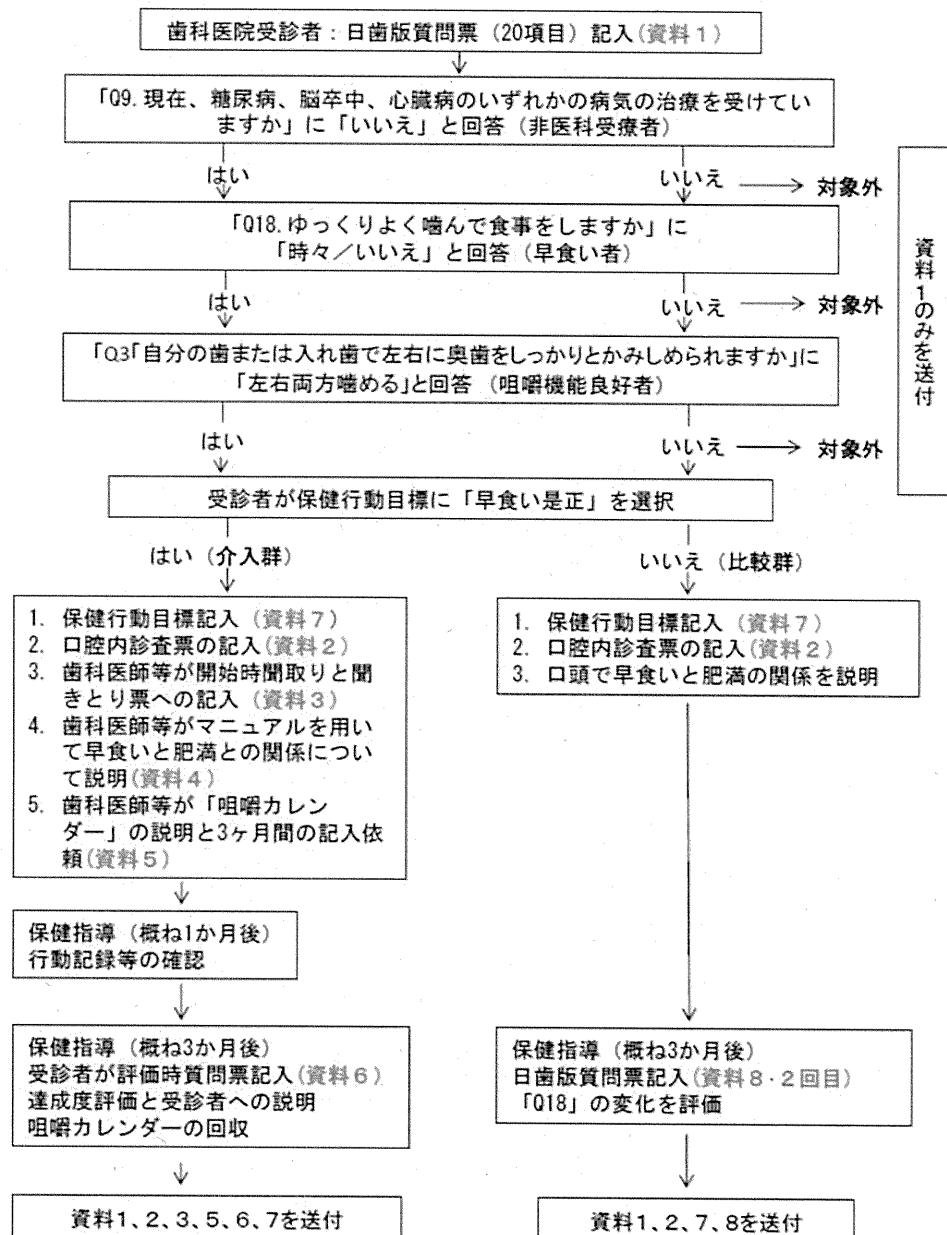 歯科医院受診者：日歯版質問票（20項目）記入（資料１）
「Q9. 現在、糖尿病、脳卒中、心臓病のいずれかの病気の治療を受けてい
ますか」に「いいえ」と回答（非医科受療者）
はい
いいえ
対象外
「Q18. ゆっくりよく噛んで食事をしますか」に
「時々／いいえ」と回答（早食い者）
はい
いいえ
対象外
「Q3「自分の歯または入れ歯で左右に奥歯をしっかりとかみしめられますか」に
「左右両方噛める」と回答（咀嚼機能良好者）
はい
いいえ
対象外
資料１のみを送付
受診者が保健行動目標に「早食い是正」を選択
はい（介入群）
いいえ（比較群）
1. 保健行動目標記入（資料７）
2. 口腔内診査票の記入（資料２）
3. 歯科医師等が開始時聞取りと聞
きとり票への記入（資料３）
4. 歯科医師等がマニュアルを用い
て早食いと肥満との関係につい
て説明（資料４）
5. 歯科医師等が「咀嚼カレン
ダー」の説明と3ヶ月間の記入依
頼（資料５）
1. 保健行動目標記入（資料７）
2. 口腔内診査票の記入（資料２）
3. 口頭で早食いと肥満の関係を説明
保健指導（概ね1か月後）
行動記録等の確認
保健指導（概ね3か月後）
受診者が評価時質問票記入（資料６）
達成度評価と受診者への説明
咀嚼カレンダーの回収
保健指導（概ね3か月後）
日歯版質問票記入（資料８・２回目）
「Q18」の変化を評価
資料1、2、3、5、6、7を送付
資料1、2、7、8を送付